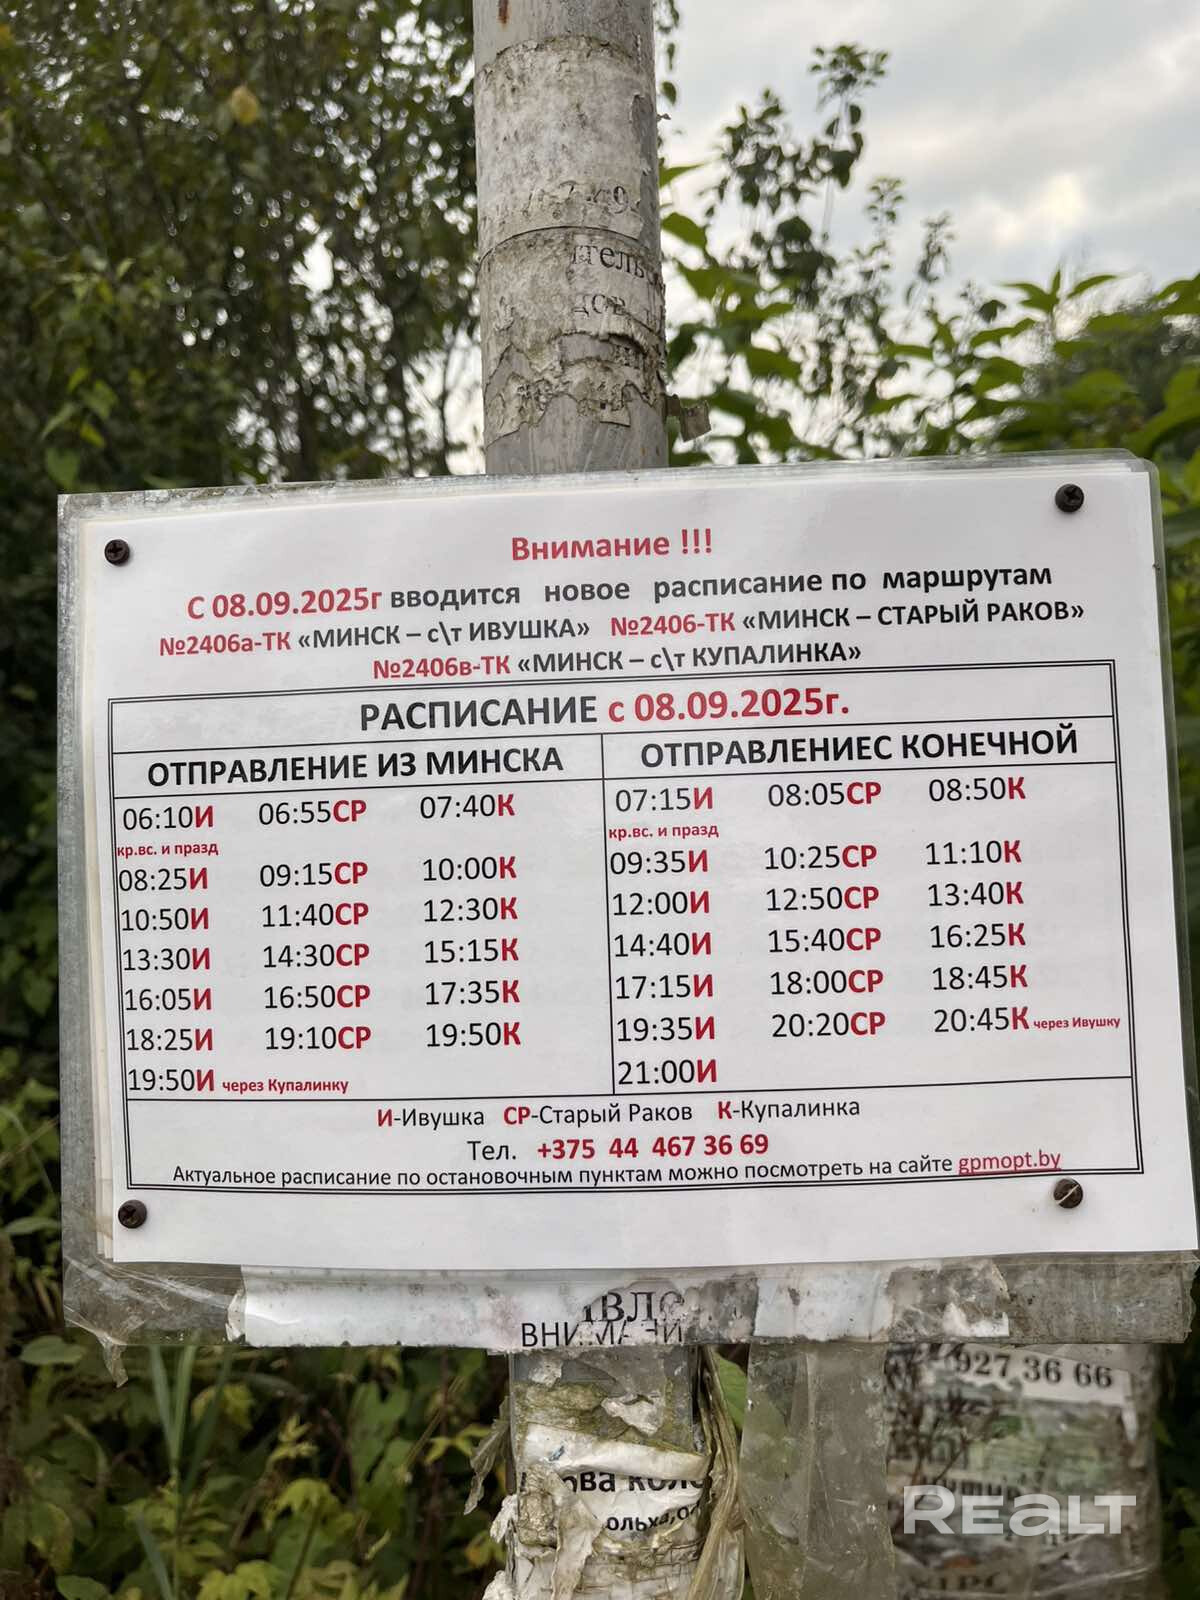 тельс
дов
Внимание !!!
С 08.09.2025г вводится новое расписание по маршрутам
№2406а-ТК «МИНСК – с\т ИВУШКА» №2406-ТК «МИНСК – СТАРЫЙ РАКОВ»
№2406в-ТК «МИНСК – с\т КУПАЛИНКА»
РАСПИСАНИЕ с 08.09.2025г.
ОТПРАВЛЕНИЕ ИЗ МИНСКА ОТПРАВЛЕНИЕС КОНЕЧНОЙ
06:10И 06:55СР 07:40К 07:15И 08:05СР 08:50К
кр.вс. и празд кр.вс. и празд
08:25И 09:15СР 10:00К 09:35И 10:25СР 11:10К
10:50И 11:40СР 12:30К 12:00И 12:50СР 13:40К
13:30И 14:30СР 15:15К 14:40И 15:40СР 16:25К
16:05И 16:50СР 17:35К 17:15И 18:00СР 18:45К
18:25И 19:10СР 19:50К 19:35И 20:20СР 20:45К через Ивушку
19:50И через Купалинку 21:00И
И-Ивушка СР-Старый Раков К-Купалинка
Тел. +375 44 467 36 69
Актуальное расписание по остановочным пунктам можно посмотреть на сайте gpmopt.by
927 36 66
ольха,
REALT